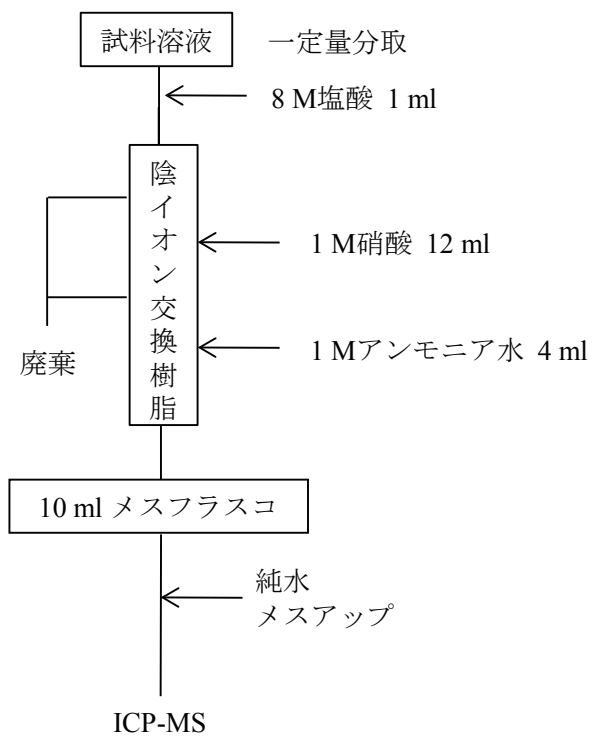 試料溶液 一定量分取
8 M塩酸 1 ml
陰イオン交換樹脂
1 M硝酸 12 ml
1 Mアンモニア水 4 ml
廃棄
10 ml メスフラスコ
純水
メスアップ
ICP-MS